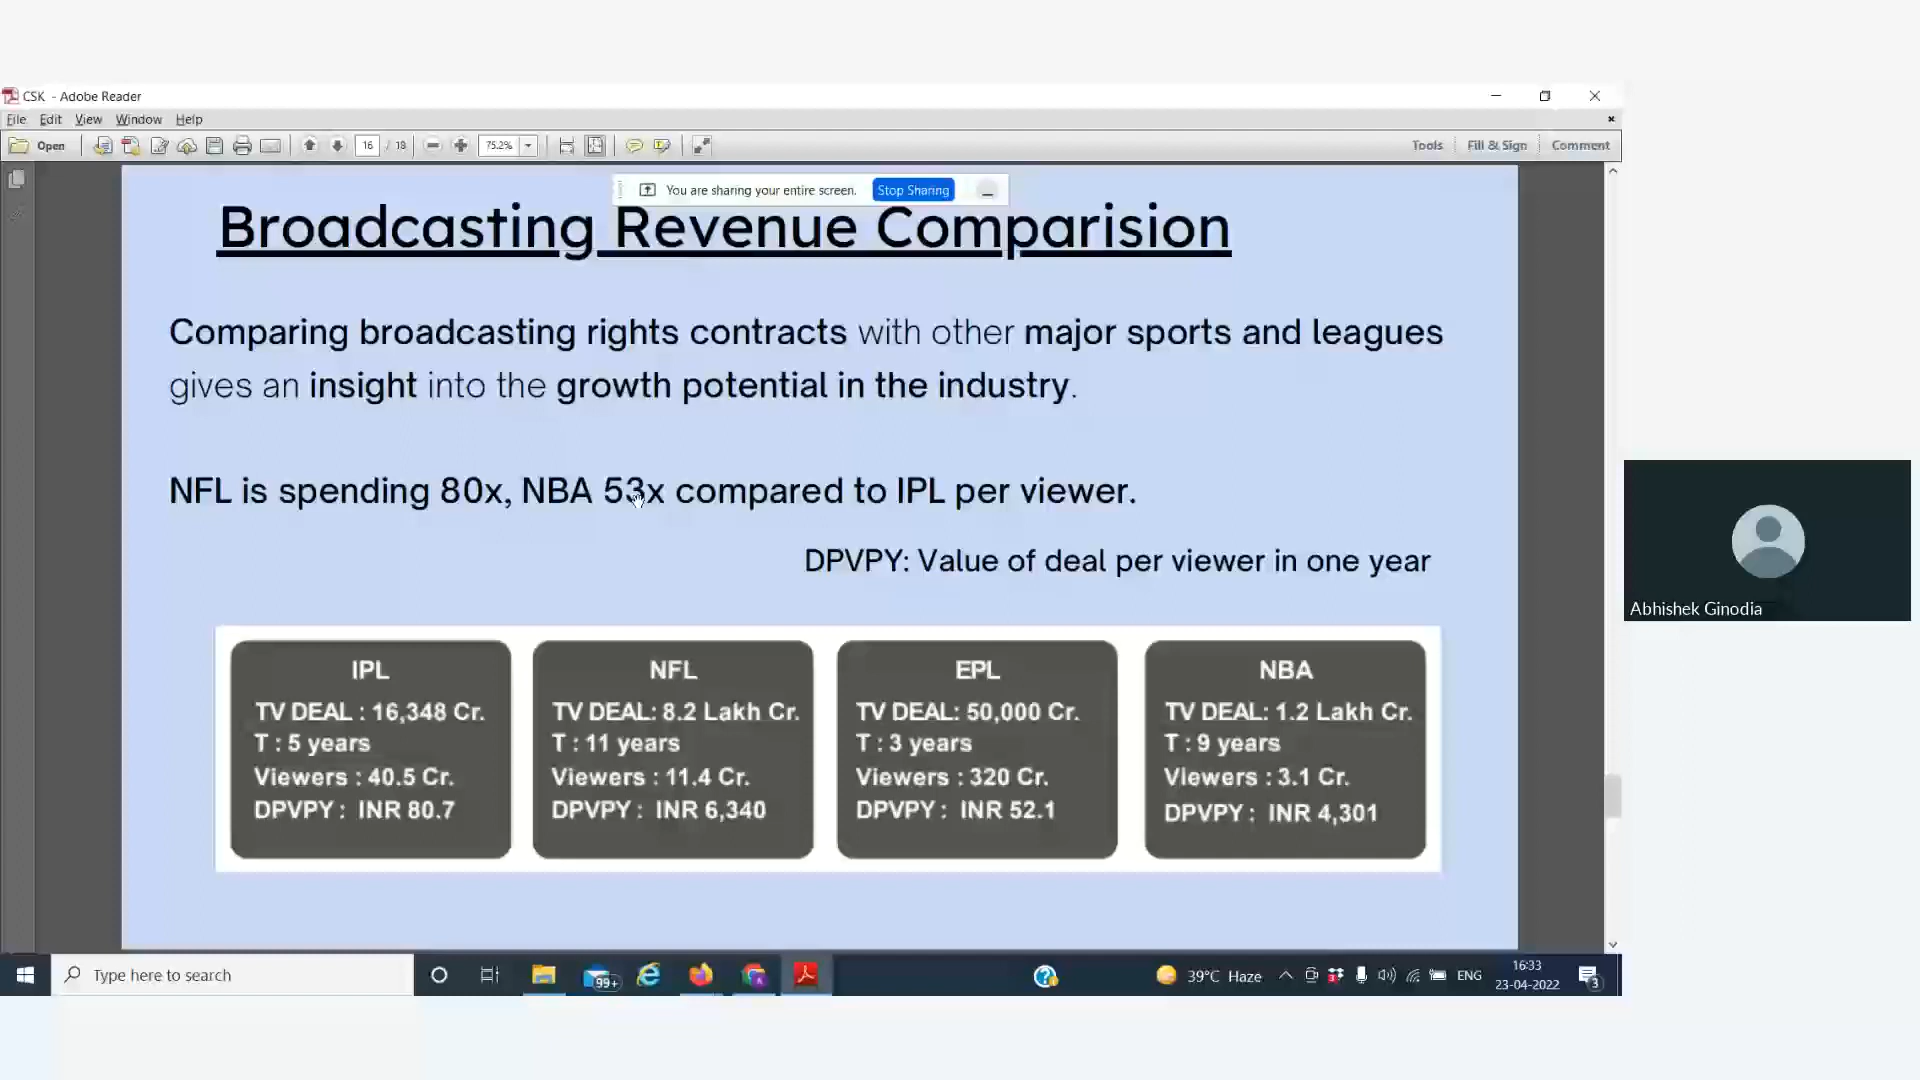 CSK - Adobe Reader
File Edit View Window Help
Open 16 / 18 75.2% Tools Fill & Sign Comment
You are sharing your entire screen. Stop Sharing
Broadcasting Revenue Comparision
Comparing broadcasting rights contracts with other major sports and leagues
gives an insight into the growth potential in the industry.
NFL is spending 80x, NBA 53x compared to IPL per viewer.
DPVPY: Value of deal per viewer in one year
IPL
TV DEAL : 16,348 Cr.
T : 5 years
Viewers : 40.5 Cr.
DPVPY : INR 80.7
NFL
TV DEAL: 8.2 Lakh Cr.
T : 11 years
Viewers : 11.4 Cr.
DPVPY : INR 6,340
EPL
TV DEAL: 50,000 Cr.
T : 3 years
Viewers : 320 Cr.
DPVPY : INR 52.1
NBA
TV DEAL: 1.2 Lakh Cr.
T : 9 years
Viewers : 3.1 Cr.
DPVPY : INR 4,301
Abhishek Ginodia
Type here to search
99+
39°C Haze
ENG
16:33
23-04-2022
3